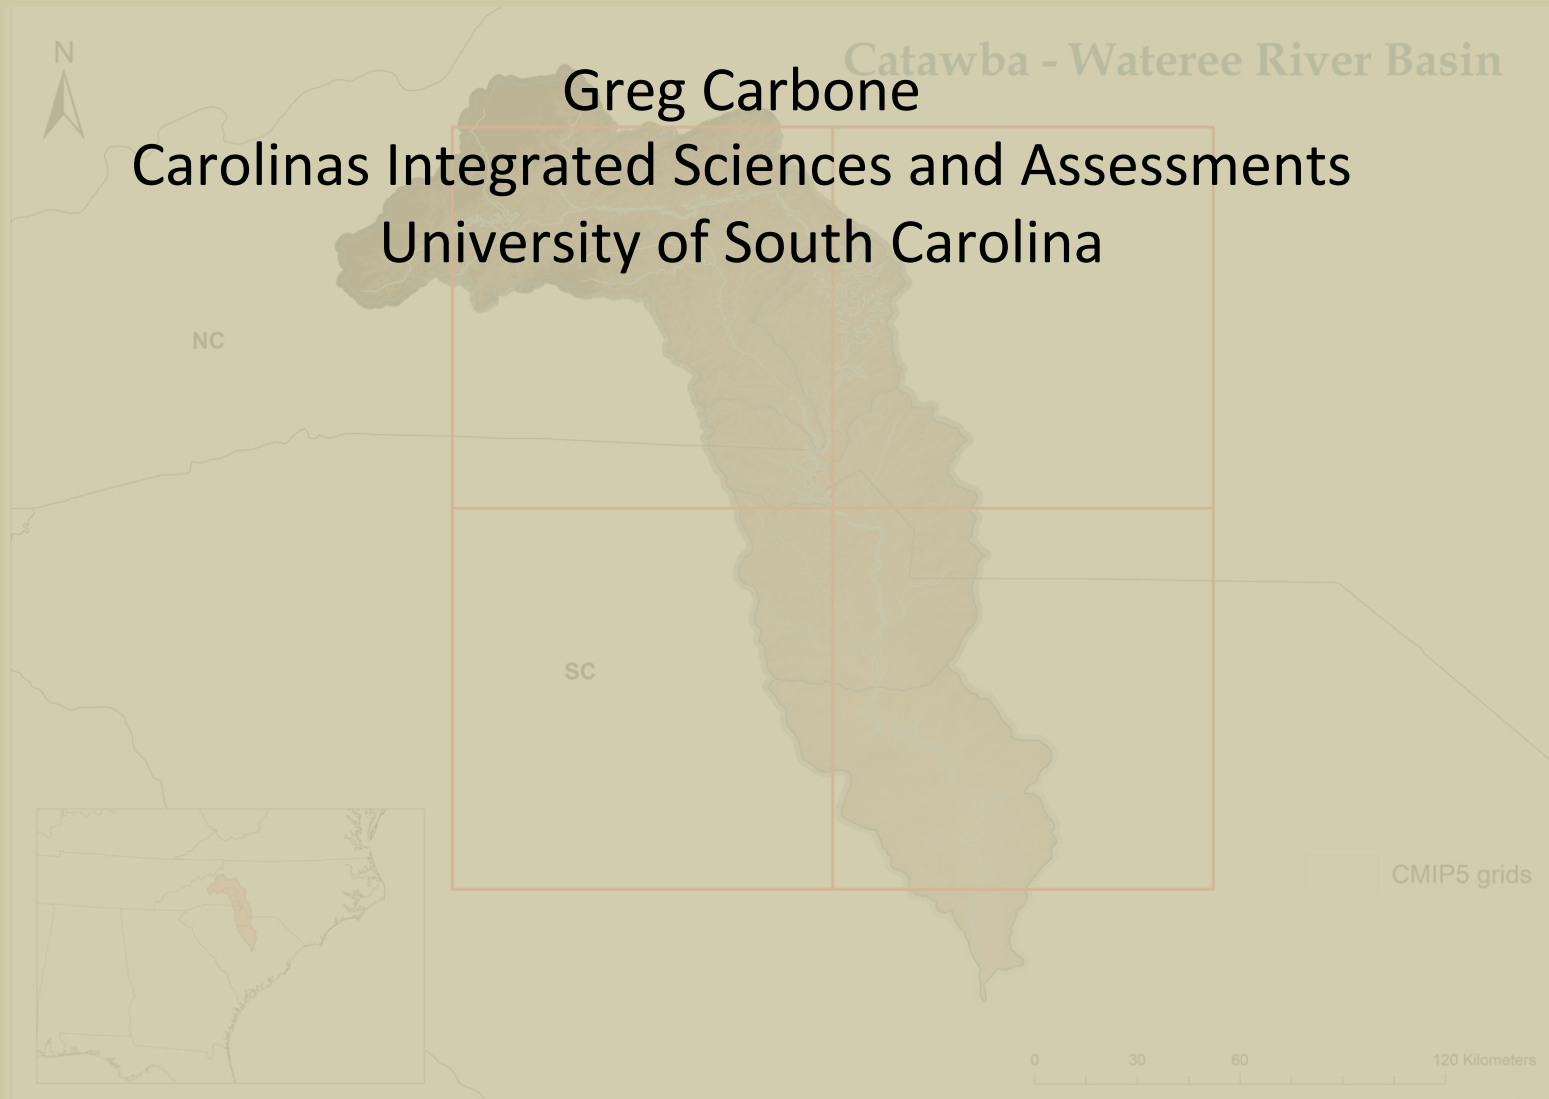 N
Catawba - Wateree River Basin
Greg Carbone
Carolinas Integrated Sciences and Assessments
University of South Carolina
NC
SC
CMIP5 grids
0 30 60 120 Kilometers